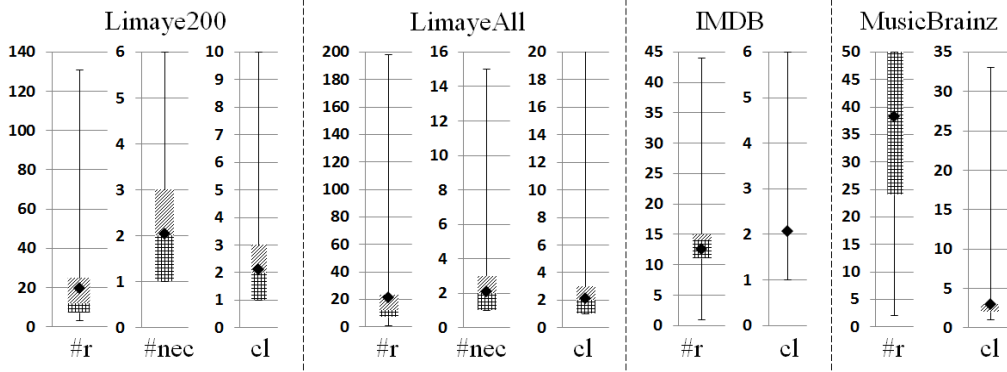 Limaye200 LimayeAll IMDB MusicBrainz
140 6 10 200 16 20 45 6 50 35
120 5 9 180 14 18 40 5 45 30
100 4 8 160 12 16 35 4 40 25
80 3 7 140 10 14 30 3 35 20
60 2 6 120 8 12 25 2 30 15
40 1 5 100 6 10 20 1 25 10
20 0 4 80 4 8 15 0 20 5
0 3 60 2 6 10 15 0
2 40 0 4 5 10
1 20 2 0 5
0 0 0 0
#r #nec cl #r #nec cl #r cl #r cl